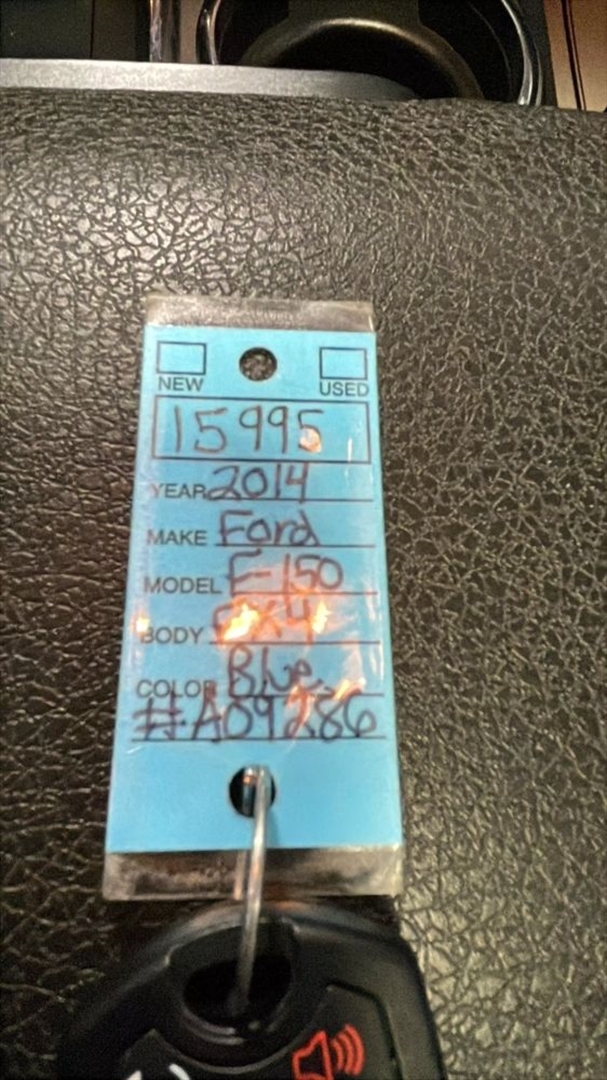 NEW USED
15995
YEAR 2014
MAKE Ford
MODEL F-150
BODY
COLOR Blue
#A09286